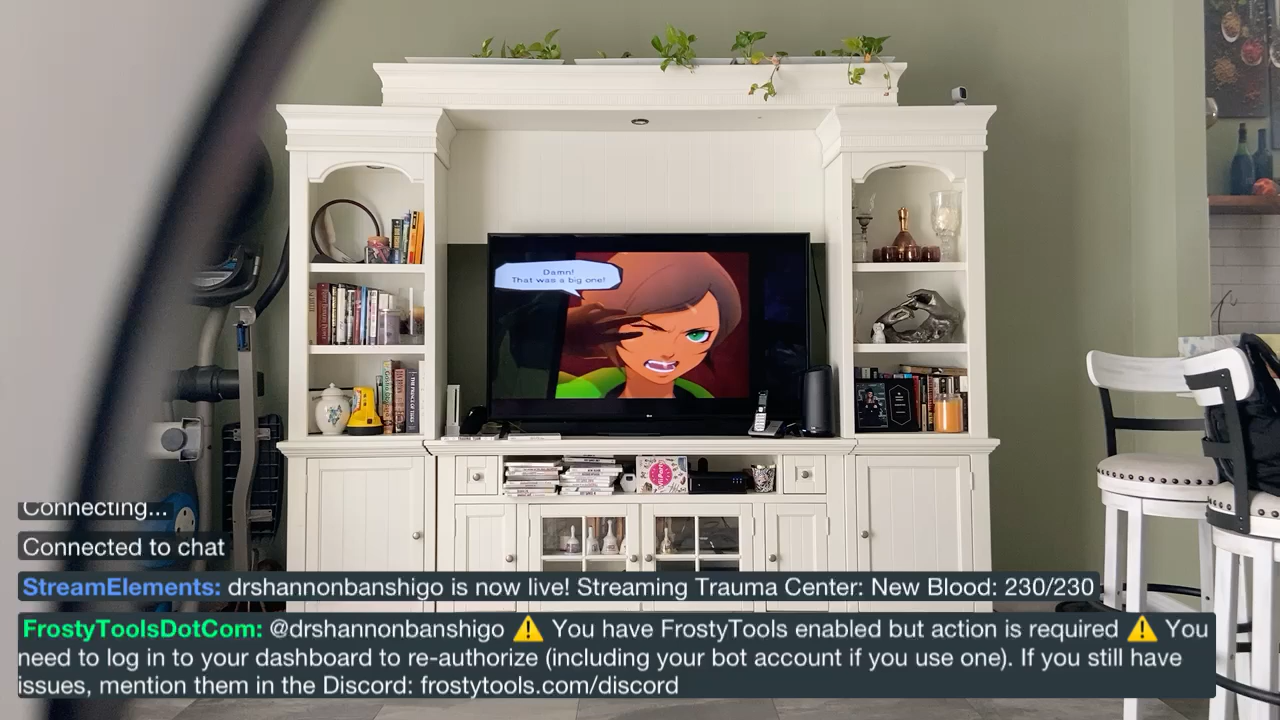 Damn!
That was a big one!
Connecting...
Connected to chat
StreamElements: drshannonbanshigo is now live! Streaming Trauma Center: New Blood: 230/230
FrostyToolsDotCom: @drshannonbanshigo ⚠️ You have FrostyTools enabled but action is required ⚠️ You
need to log in to your dashboard to re-authorize (including your bot account if you use one). If you still have
issues, mention them in the Discord: frostytools.com/discord